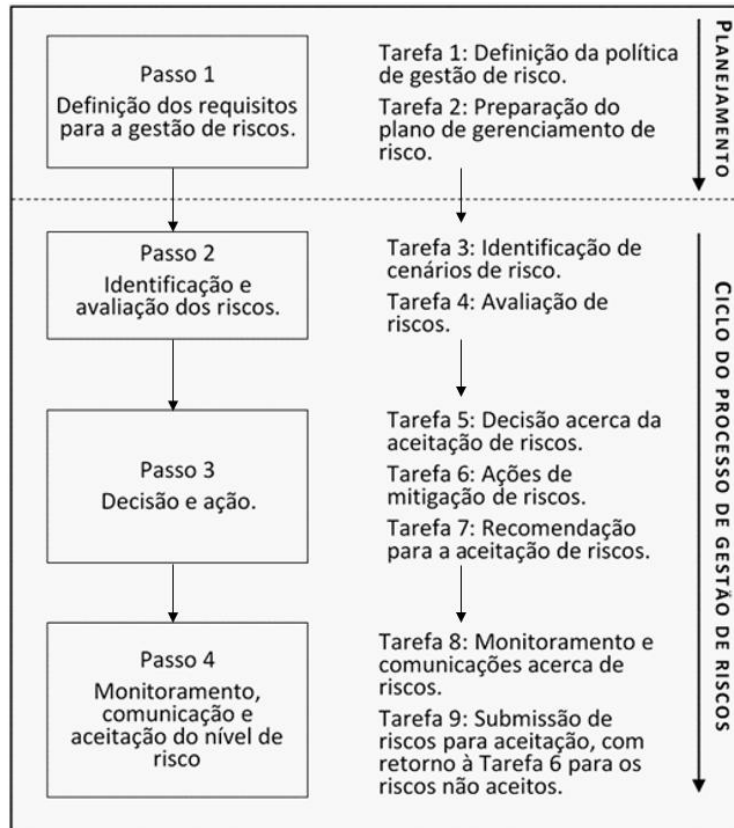 Passo 1
Definição dos requisitos
para a gestão de riscos.
Tarefa 1: Definição da política
de gestão de risco.
Tarefa 2: Preparação do
plano de gerenciamento de
risco.
PLANEJAMENTO
Passo 2
Identificação e
avaliação dos riscos.
Tarefa 3: Identificação de
cenários de risco.
Tarefa 4: Avaliação de
riscos.
Passo 3
Decisão e ação.
Tarefa 5: Decisão acerca da
aceitação de riscos.
Tarefa 6: Ações de
mitigação de riscos.
Tarefa 7: Recomendação
para a aceitação de riscos.
Passo 4
Monitoramento,
comunicação e
aceitação do nível de
risco
Tarefa 8: Monitoramento e
comunicações acerca de
riscos.
Tarefa 9: Submissão de
riscos para aceitação, com
retorno à Tarefa 6 para os
riscos não aceitos.
CICLO DO PROCESSO DE GESTÃO DE RISCOS